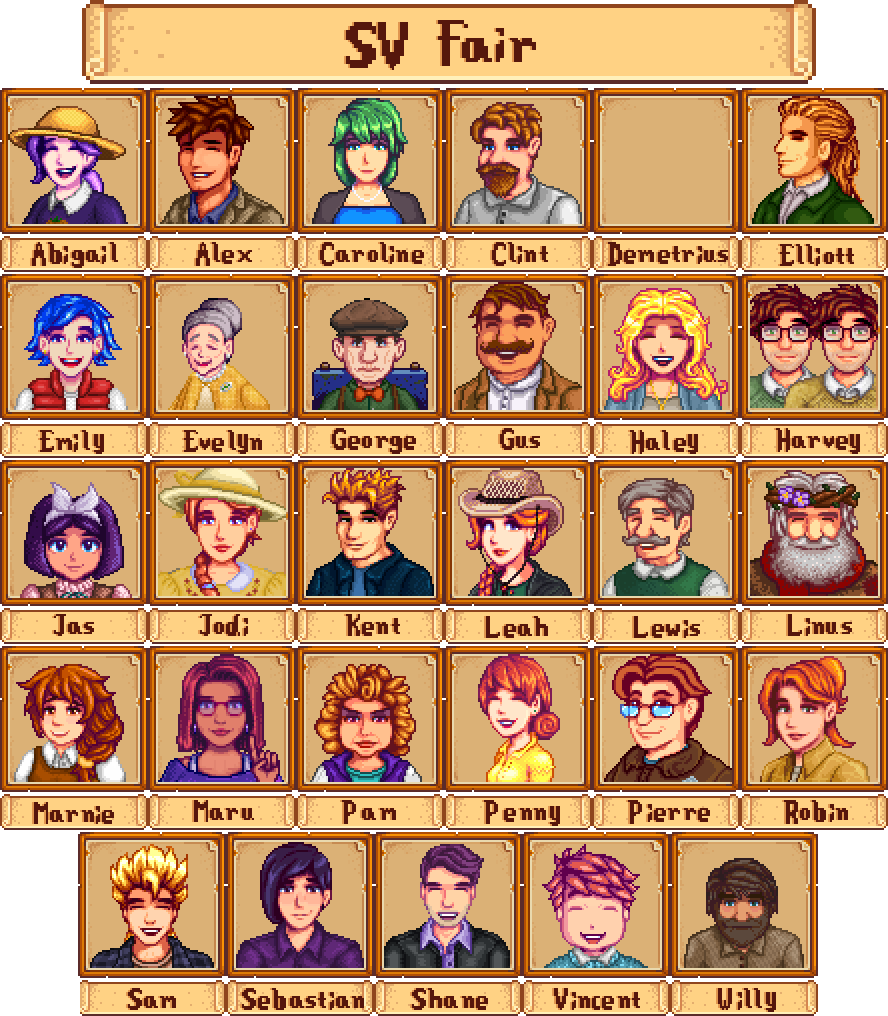 SV Fair
Abigail Alex Caroline Clint Demetrius Elliott
Emily Evelyn George Gus Haley Harvey
Jas Jodi Kent Leah Lewis Linus
Marnie Maru Pam Penny Pierre Robin
Sam Sebastian Shane Vincent Willy